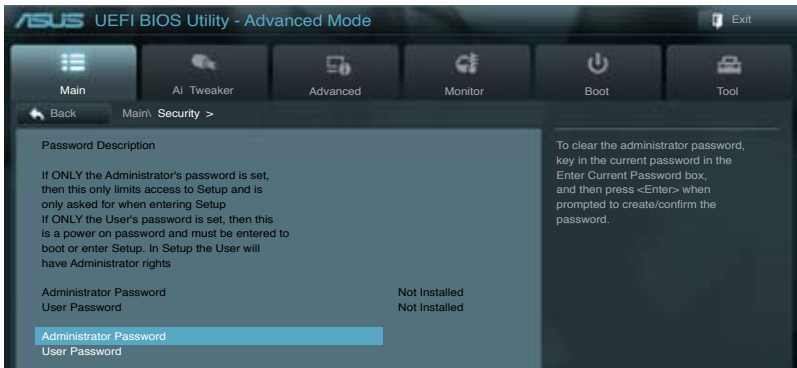 ASUS UEFI BIOS Utility - Advanced Mode
Exit
Main
Ai Tweaker
Advanced
Monitor
Boot
Tool
Back
Main\ Security >
Password Description
If ONLY the Administrator's password is set,
then this only limits access to Setup and is
only asked for when entering Setup
If ONLY the User's password is set, then this
is a power on password and must be entered to
boot or enter Setup. In Setup the User will
have Administrator rights
Administrator Password Not Installed
User Password Not Installed
Administrator Password
User Password
To clear the administrator password,
key in the current password in the
Enter Current Password box,
and then press <Enter> when
prompted to create/confirm the
password.